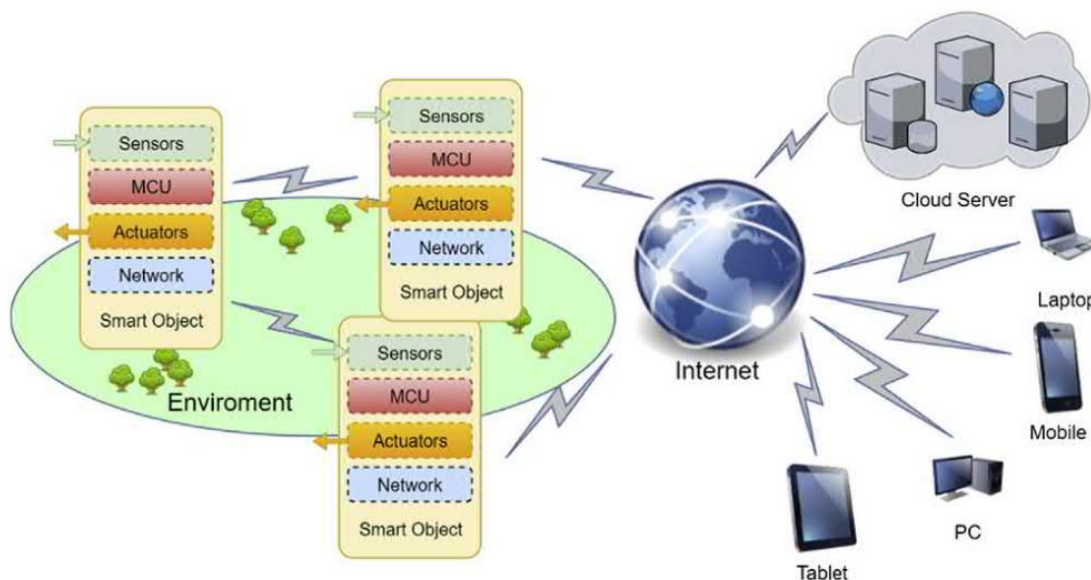 Sensors
MCU
Actuators
Network
Smart Object
Sensors
MCU
Actuators
Network
Smart Object
Sensors
MCU
Actuators
Network
Smart Object
Enviroment
Internet
Cloud Server
Laptop
Mobile
PC
Tablet